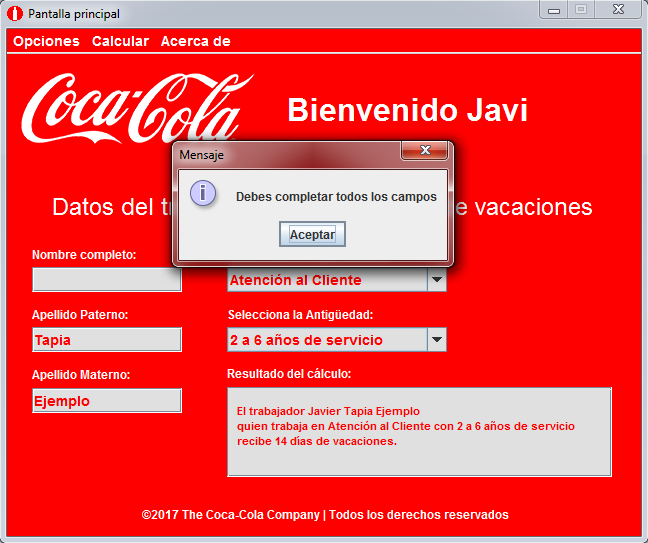 Pantalla principal
Opciones Calcular Acerca de
Coca-Cola
Bienvenido Javi
Mensaje
Debes completar todos los campos
Aceptar
Datos del vacaciones
Nombre completo:
Atención al Cliente
Apellido Paterno:
Selecciona la Antigüedad:
Tapia
2 a 6 años de servicio
Apellido Materno:
Resultado del cálculo:
Ejemplo
El trabajador Javier Tapia Ejemplo
quien trabaja en Atención al Cliente con 2 a 6 años de servicio
recibe 14 días de vacaciones.
©2017 The Coca-Cola Company | Todos los derechos reservados